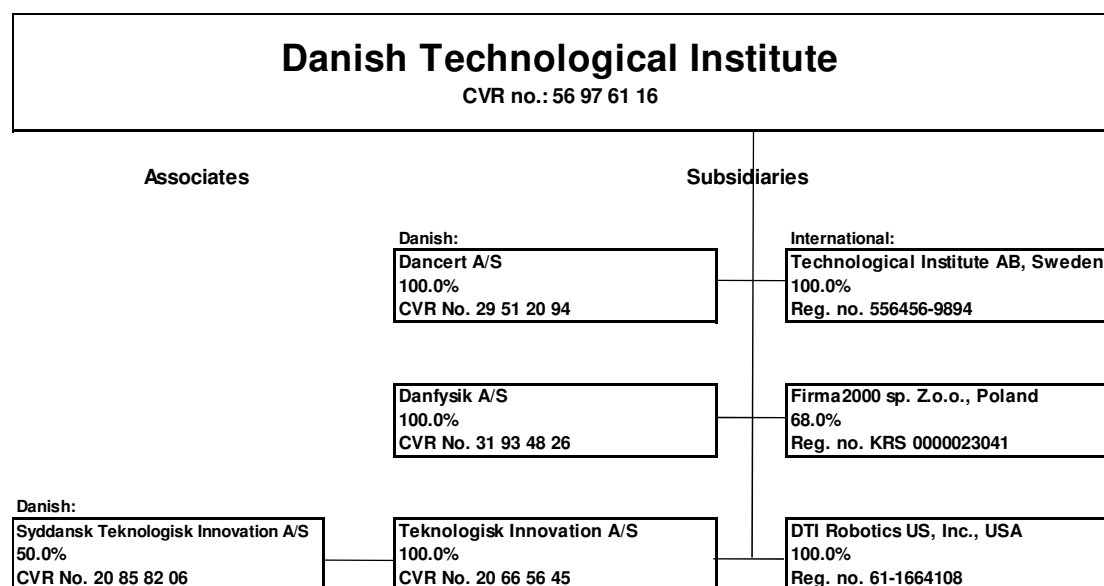 Danish Technological Institute
CVR no.: 56 97 61 16
Associates
Subsidiaries
Danish:
Dancert A/S
100.0%
CVR No. 29 51 20 94
International:
Technological Institute AB, Sweden
100.0%
Reg. no. 556456-9894
Danfysik A/S
100.0%
CVR No. 31 93 48 26
Firma2000 sp. Z.o.o., Poland
68.0%
Reg. no. KRS 0000023041
Danish:
Syddansk Teknologisk Innovation A/S
50.0%
CVR No. 20 85 82 06
Teknologisk Innovation A/S
100.0%
CVR No. 20 66 56 45
DTI Robotics US, Inc., USA
100.0%
Reg. no. 61-1664108